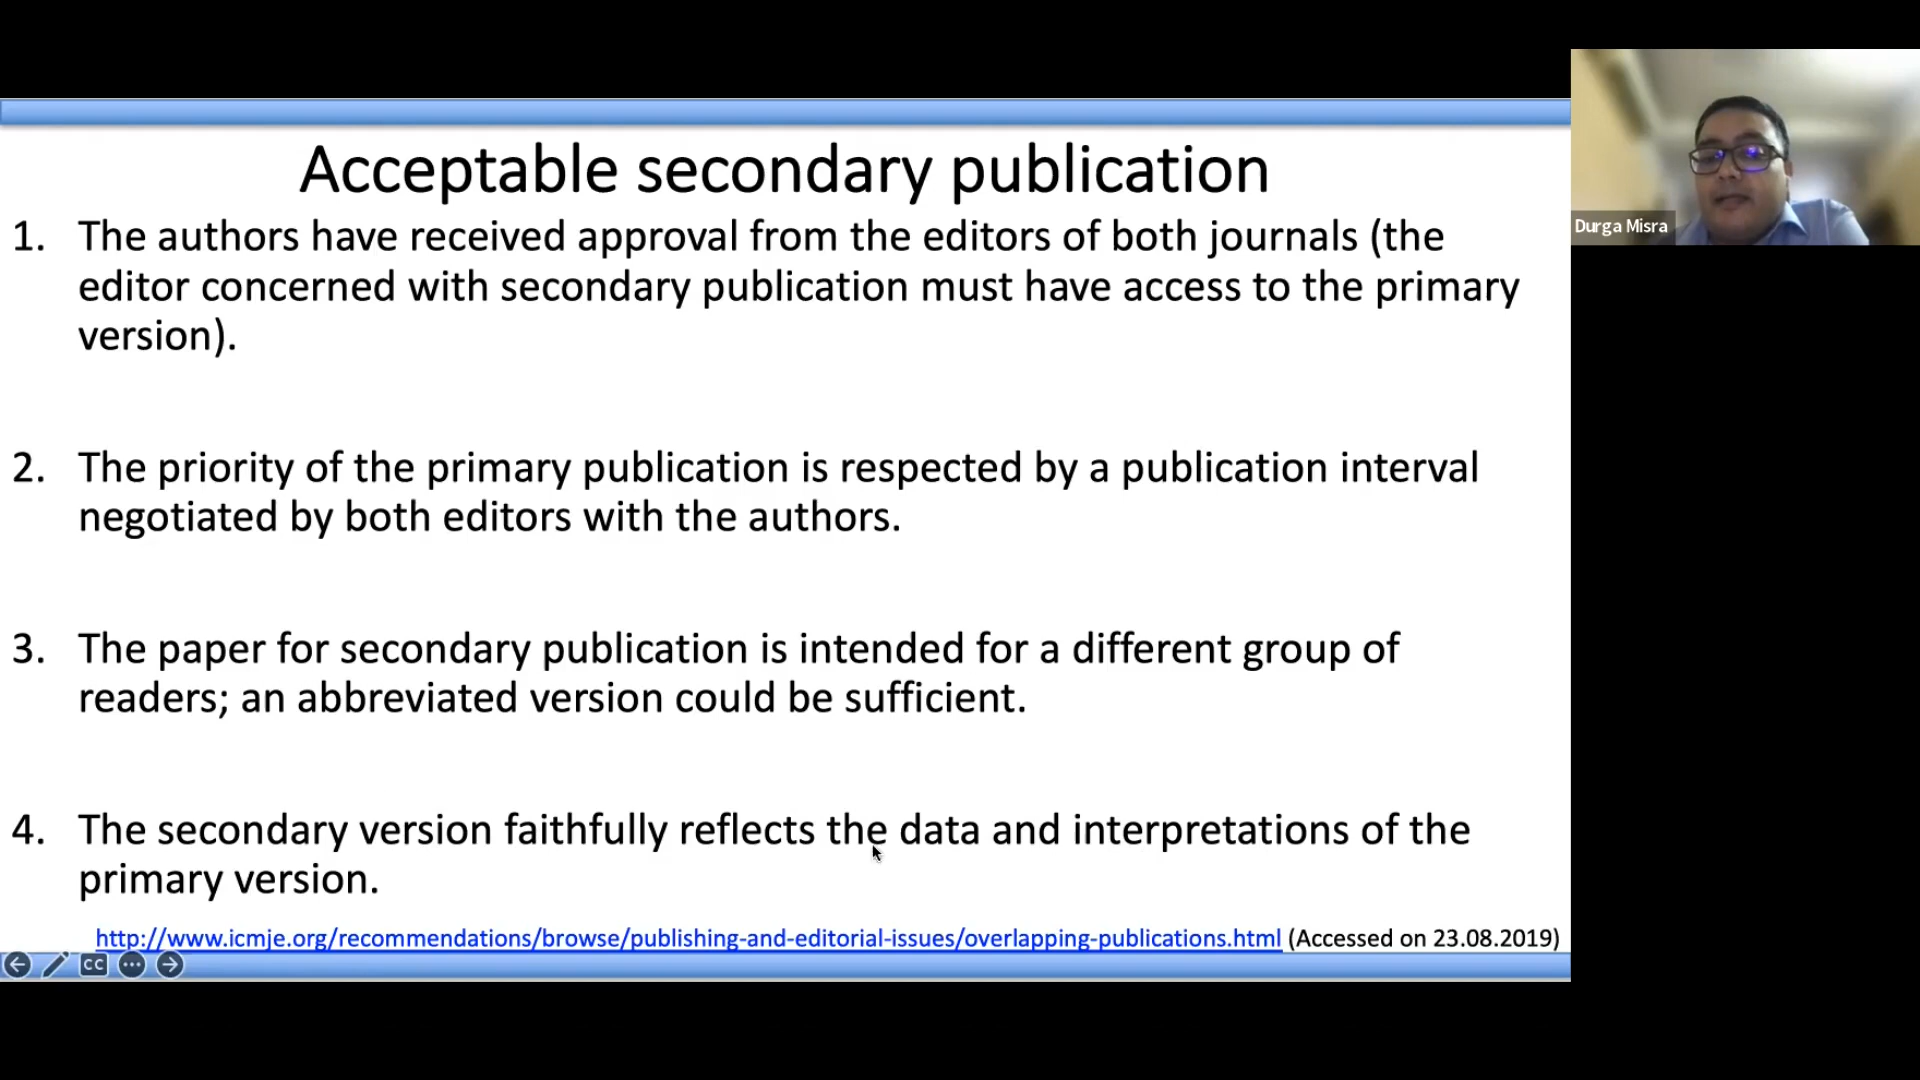 Acceptable secondary publication
1. The authors have received approval from the editors of both journals (the
editor concerned with secondary publication must have access to the primary
version).
2. The priority of the primary publication is respected by a publication interval
negotiated by both editors with the authors.
3. The paper for secondary publication is intended for a different group of
readers; an abbreviated version could be sufficient.
4. The secondary version faithfully reflects the data and interpretations of the
primary version.
http://www.icmje.org/recommendations/browse/publishing-and-editorial-issues/overlapping-publications.html (Accessed on 23.08.2019)
CC
Durga Misra